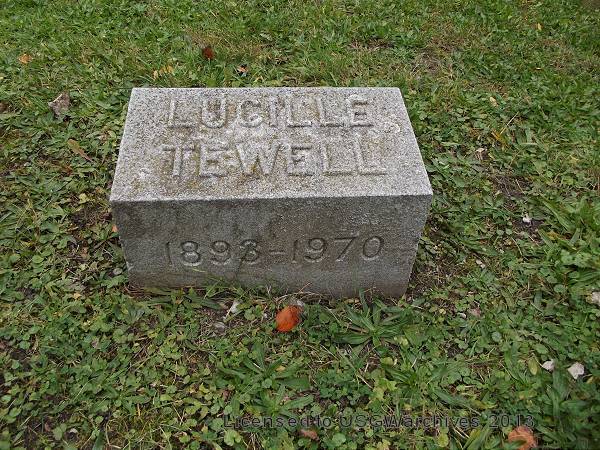 LUCILLE
TEWELL
1893-1970
Licensed to USGWarchives 2013